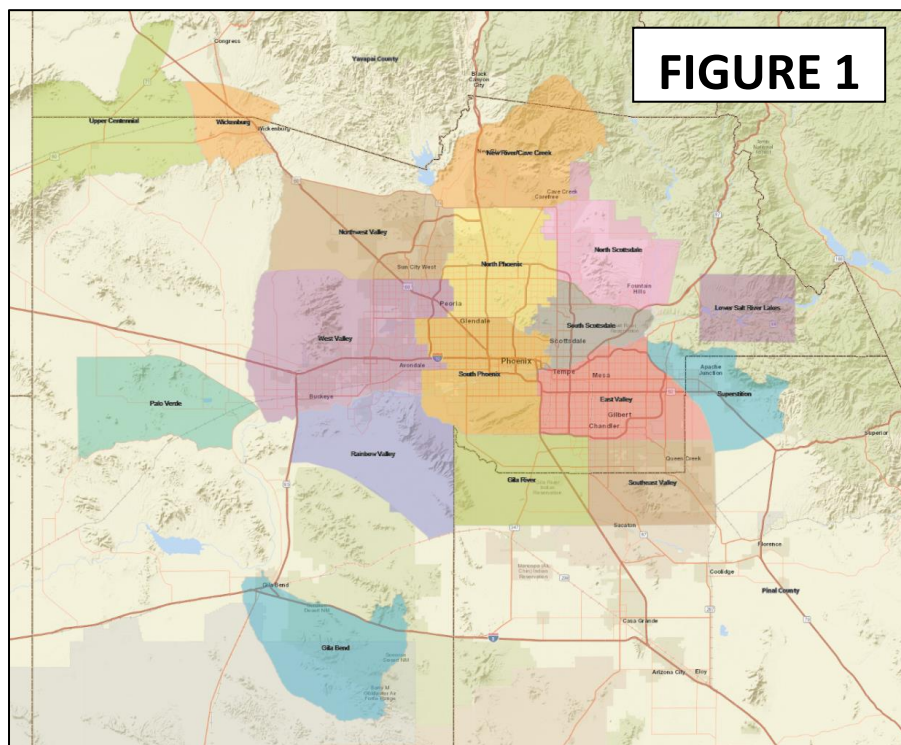 FIGURE 1
Congress
Yavapai County
Black
Canyon
City
Upper Centennial
Wickenburg
Wickenburg
New River/Cave Creek
Cave Creek
Carefree
Northwest Valley
North Scottsdale
Sun City West
North Phoenix
Fountain
Hills
Peoria
Lower Salt River Lakes
Glendale
South Scottsdale
Scottsdale
West Valley
Phoenix
Avondale
South Phoenix
Tempe
Mesa
Apache
Junction
Buckeye
East Valley
Superstition
Palo Verde
Gilbert
Chandler
Superior
Rainbow Valley
Queen Creek
Gila River
Southeast Valley
Sacaton
Florence
Coolidge
Gila Bend
Pinal County
Casa Grande
Gila Bend
Arizona City
Eloy